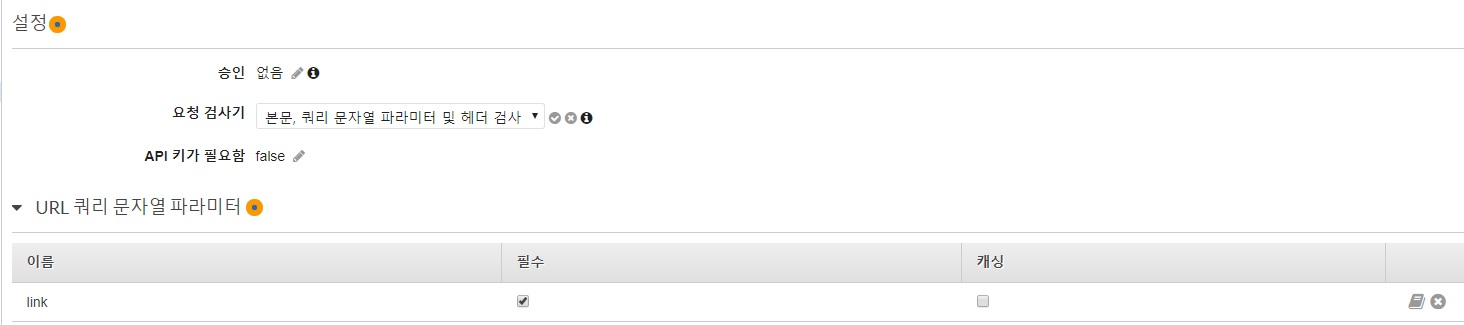 설정
승인 없음
요청 검사기 본문, 쿼리 문자열 파라미터 및 헤더 검사
API 키가 필요함 false
URL 쿼리 문자열 파라미터
이름 필수 캐싱
link